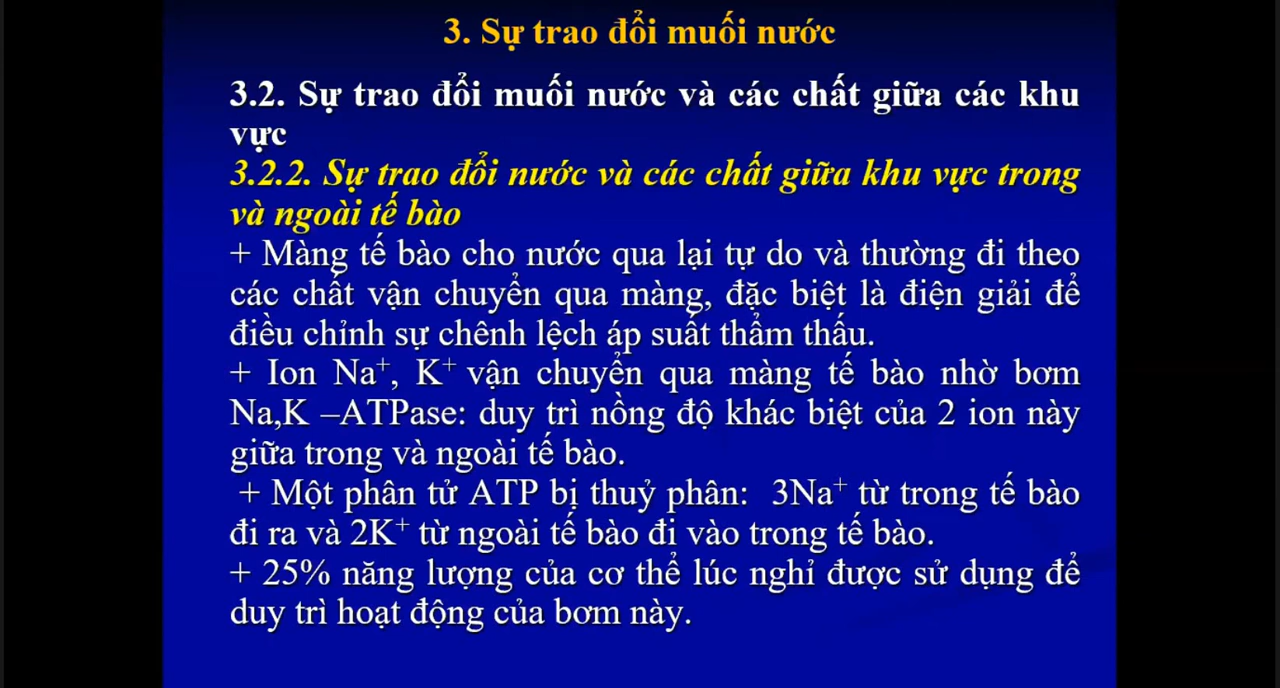 3. Sự trao đổi muối nước
3.2. Sự trao đổi muối nước và các chất giữa các khu
vực
3.2.2. Sự trao đổi nước và các chất giữa khu vực trong
và ngoài tế bào
+ Màng tế bào cho nước qua lại tự do và thường đi theo
các chất vận chuyển qua màng, đặc biệt là điện giải để
điều chỉnh sự chênh lệch áp suất thẩm thấu.
+ Ion Na⁺, K⁺ vận chuyển qua màng tế bào nhờ bơm
Na,K –ATPase: duy trì nồng độ khác biệt của 2 ion này
giữa trong và ngoài tế bào.
+ Một phân tử ATP bị thuỷ phân: 3Na⁺ từ trong tế bào
đi ra và 2K⁺ từ ngoài tế bào đi vào trong tế bào.
+ 25% năng lượng của cơ thể lúc nghỉ được sử dụng để
duy trì hoạt động của bơm này.